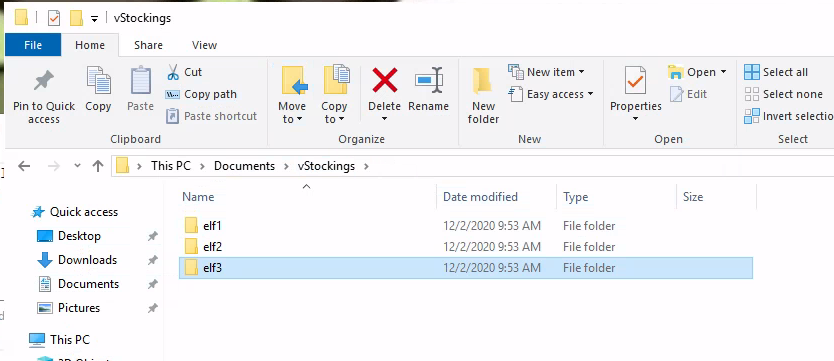 vStockings
File Home Share View
Pin to Quick access
Copy
Paste
Cut
Copy path
Paste shortcut
Clipboard
Move to
Copy to
Delete
Rename
Organize
New folder
New item
Easy access
New
Properties
Open
Edit
Open
Select all
Select none
Invert selectio
Select
This PC > Documents > vStockings >
Name Date modified Type Size
Quick access
Desktop
Downloads
Documents
Pictures
This PC
elf1 12/2/2020 9:53 AM File folder
elf2 12/2/2020 9:53 AM File folder
elf3 12/2/2020 9:53 AM File folder